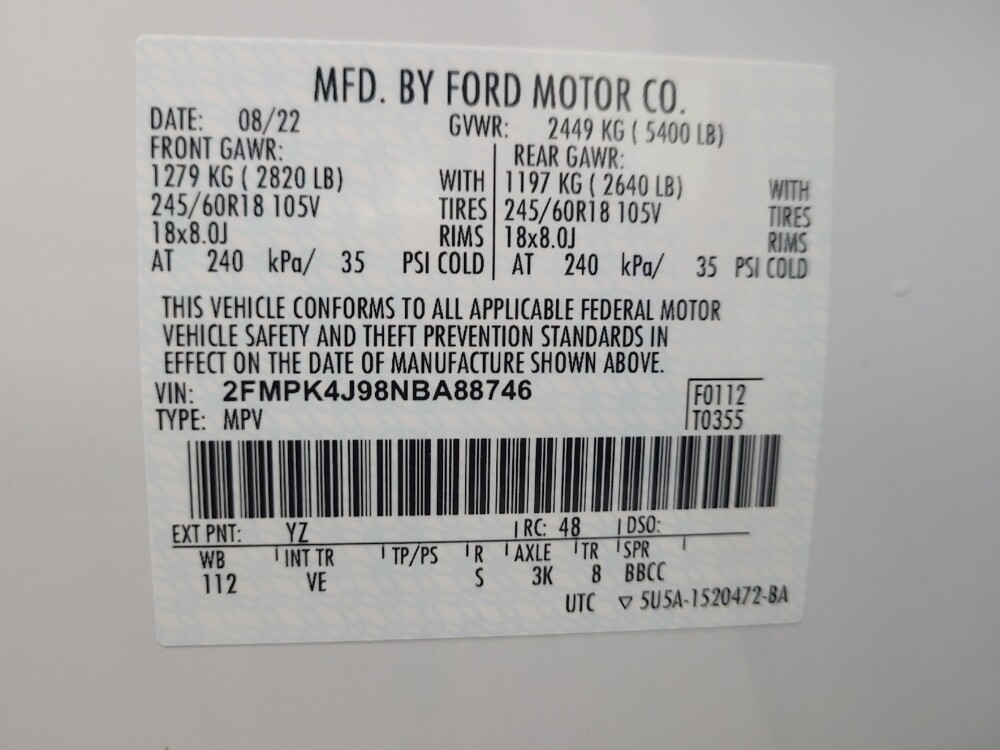 MFD. BY FORD MOTOR CO.
DATE: 08/22 GVWR: 2449 KG ( 5400 LB)
FRONT GAWR: REAR GAWR:
1279 KG ( 2820 LB) WITH 1197 KG ( 2640 LB) WITH
245/60R18 105V TIRES 245/60R18 105V TIRES
18x8.0J RIMS 18x8.0J RIMS
AT 240 kPa/ 35 PSI COLD AT 240 kPa/ 35 PSI COLD
THIS VEHICLE CONFORMS TO ALL APPLICABLE FEDERAL MOTOR
VEHICLE SAFETY AND THEFT PREVENTION STANDARDS IN
EFFECT ON THE DATE OF MANUFACTURE SHOWN ABOVE.
VIN: 2FMPK4J98NBA88746 F0112
TYPE: MPV T0355
EXT PNT: YZ RC: 48 DSO:
WB INT TR TP/PS R AXLE TR SPR
112 VE S 3K 8 BBCC
UTC ▽ 5U5A-1520472-BA